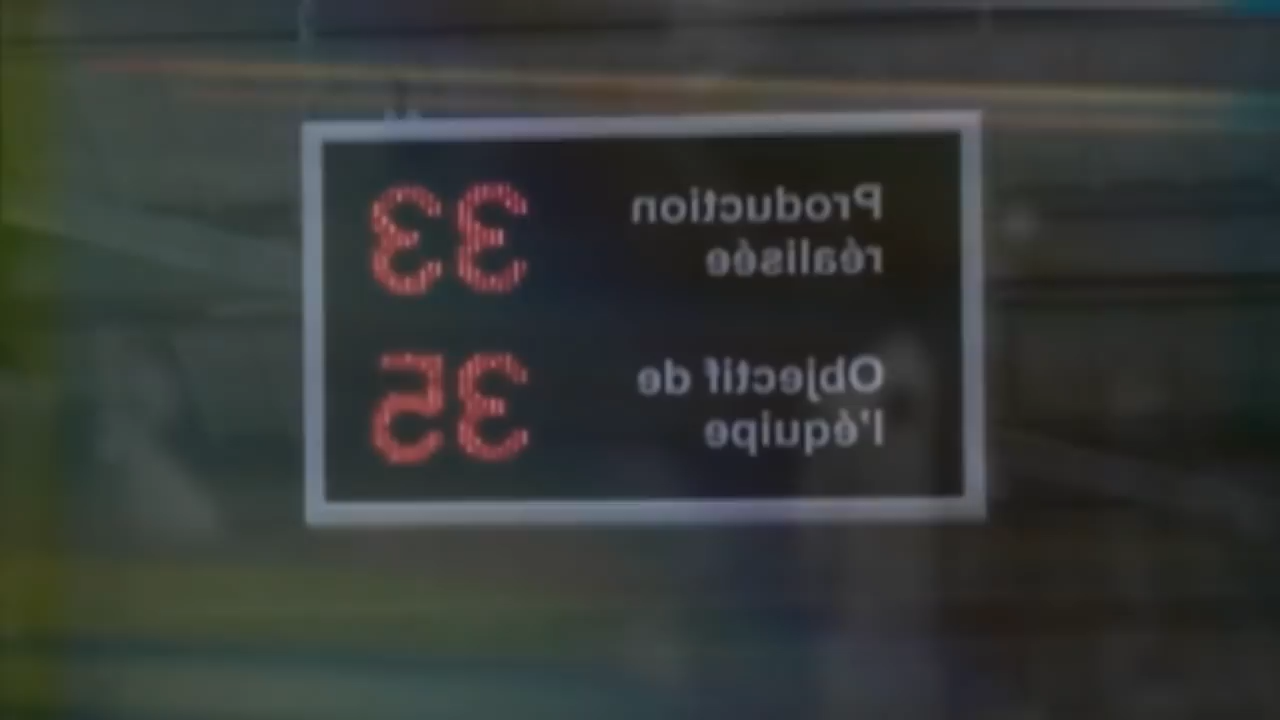 Production
réalisée
33
Objectif de
l'équipe
35